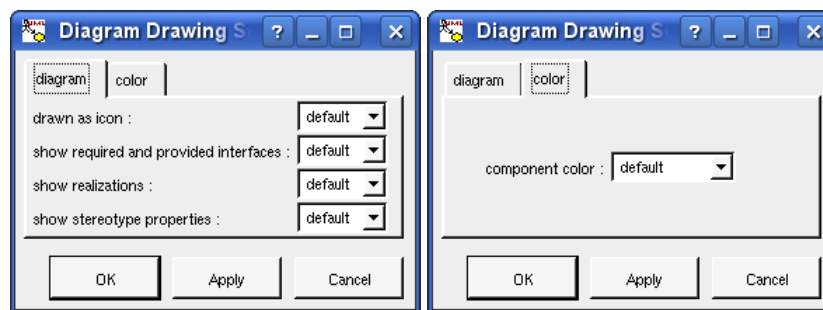 Diagram Drawing S
diagram color
drawn as icon : default
show required and provided interfaces : default
show realizations : default
show stereotype properties : default
OK Apply Cancel
Diagram Drawing S
diagram color
component color : default
OK Apply Cancel